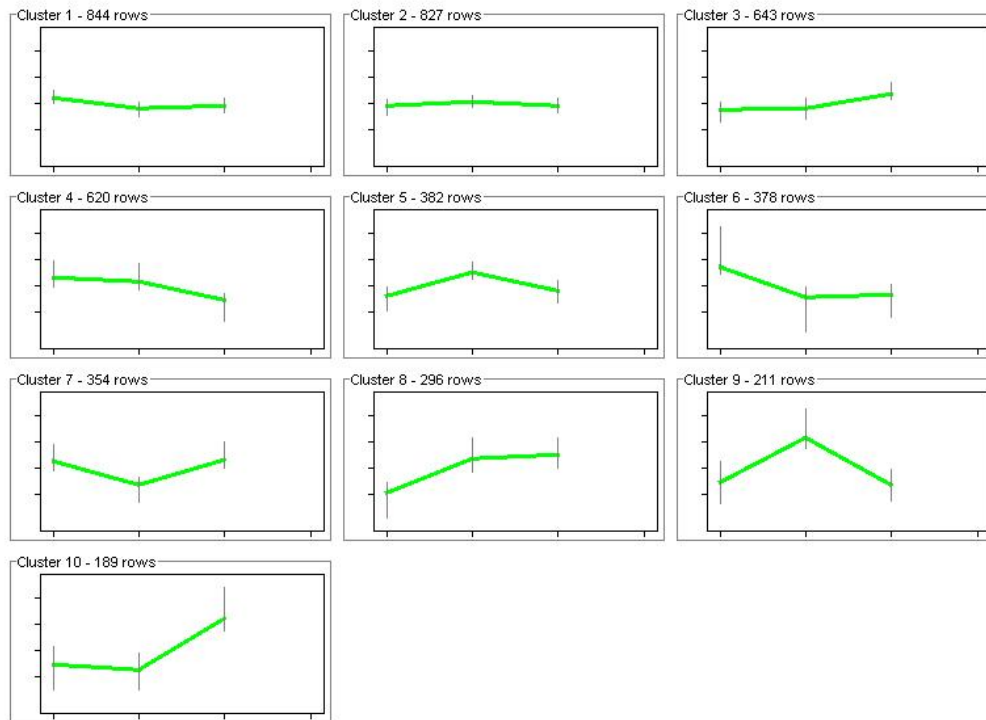 Cluster 1 - 844 rows
Cluster 2 - 827 rows
Cluster 3 - 643 rows
Cluster 4 - 620 rows
Cluster 5 - 382 rows
Cluster 6 - 378 rows
Cluster 7 - 354 rows
Cluster 8 - 296 rows
Cluster 9 - 211 rows
Cluster 10 - 189 rows